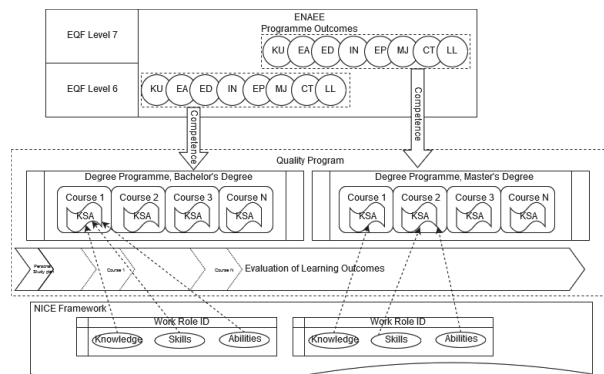 ENAEE
EQF Level 7
Programme Outcomes
KU EA ED IN EP MJ CT LL
EQF Level 6
KU EA ED IN EP MJ CT LL
Competence
Competence
Quality Program
Degree Programme, Bachelor's Degree
Degree Programme, Master's Degree
Course 1 Course 2 Course 3 Course N
KSA KSA KSA KSA
Course 1 Course 2 Course 3 Course N
KSA KSA KSA KSA
Personal
Study plan
Course 1
Course N
Evaluation of Learning Outcomes
NICE Framework
Work Role ID
Work Role ID
Knowledge Skills Abilities
Knowledge Skills Abilities